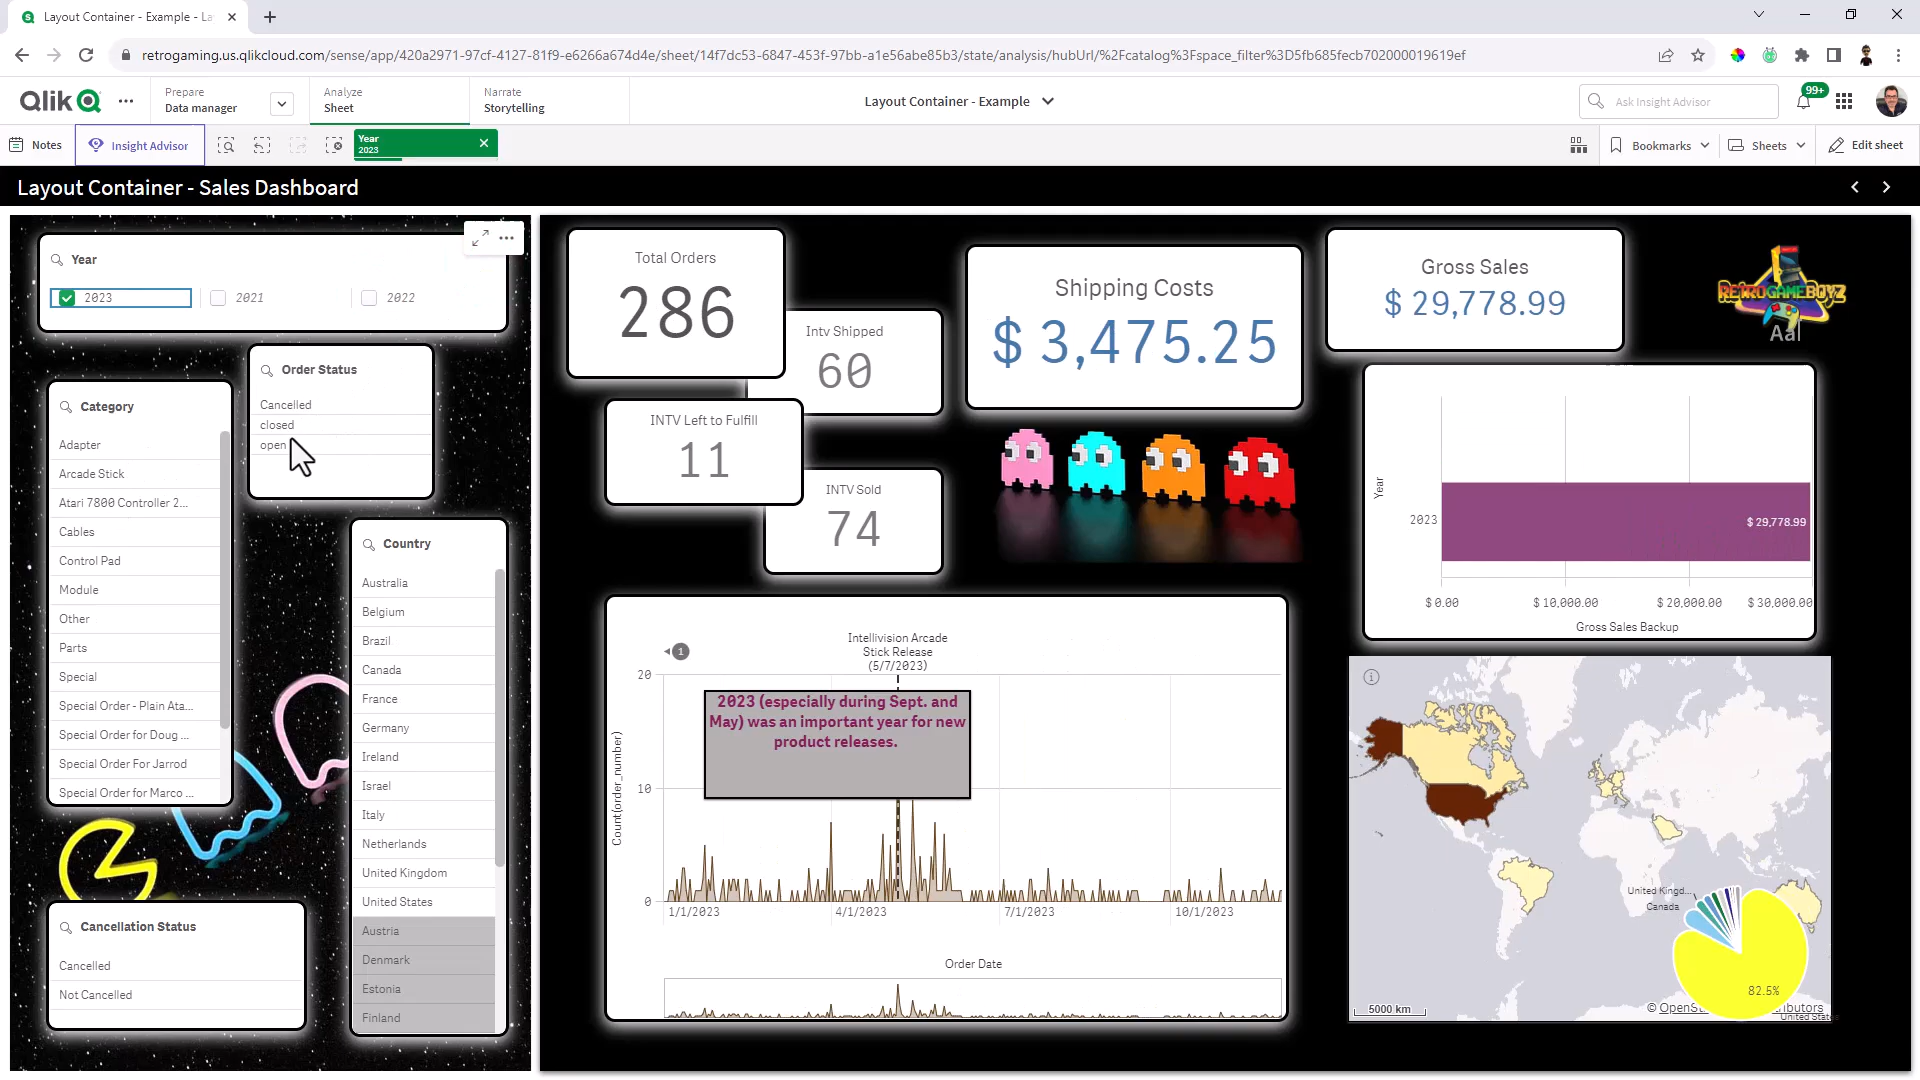 Layout Container - Example - La
retrogaming.us.qlikcloud.com/sense/app/420a2971-97cf-4127-81f9-e6266a674d4e/sheet/14f7dc53-6847-453f-97bb-a1e56abe85b3/state/analysis/hubUrl/%2Fcatalog%3Fspace_filter%3D5fb685fecb702000019619ef
Qlik
Prepare
Data manager
Analyze
Sheet
Narrate
Storytelling
Layout Container - Example
Ask Insight Advisor
99+
Notes
Insight Advisor
Year
2023
Bookmarks
Sheets
Edit sheet
Layout Container - Sales Dashboard
Year
2023
2021
2022
Order Status
Cancelled
closed
open
Category
Adapter
Arcade Stick
Atari 7800 Controller 2...
Cables
Control Pad
Module
Other
Parts
Special
Special Order - Plain Ata...
Special Order for Doug ...
Special Order For Jarrod
Special Order for Marco ...
Country
Australia
Belgium
Brazil
Canada
France
Germany
Ireland
Israel
Italy
Netherlands
United Kingdom
United States
Austria
Denmark
Estonia
Finland
Cancellation Status
Cancelled
Not Cancelled
Total Orders
286
Intv Shipped
60
INTV Left to Fulfill
11
INTV Sold
74
Shipping Costs
$ 3,475.25
Gross Sales
$ 29,778.99
RETROGAMEBOYZ
Aal
Year
2023
$ 29,778.99
$ 0.00
$ 10,000.00
$ 20,000.00
$ 30,000.00
Gross Sales Backup
1
Intellivision Arcade
Stick Release
(5/7/2023)
2023 (especially during Sept. and
May) was an important year for new
product releases.
Count(order_number)
20
10
0
1/1/2023
4/1/2023
7/1/2023
10/1/2023
Order Date
United Kingd...
Canada
82.5%
5000 km
© OpenSt
tributors
United States